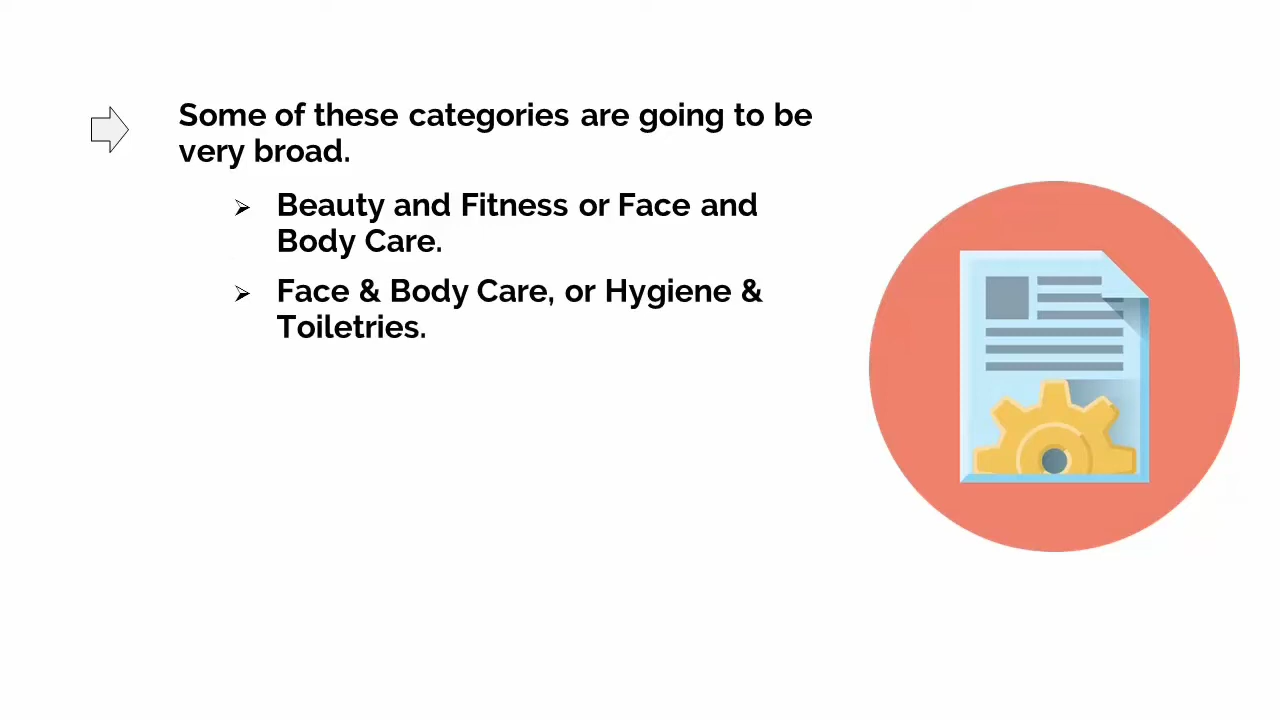 Some of these categories are going to be
very broad.
Beauty and Fitness or Face and
Body Care.
Face & Body Care, or Hygiene &
Toiletries.